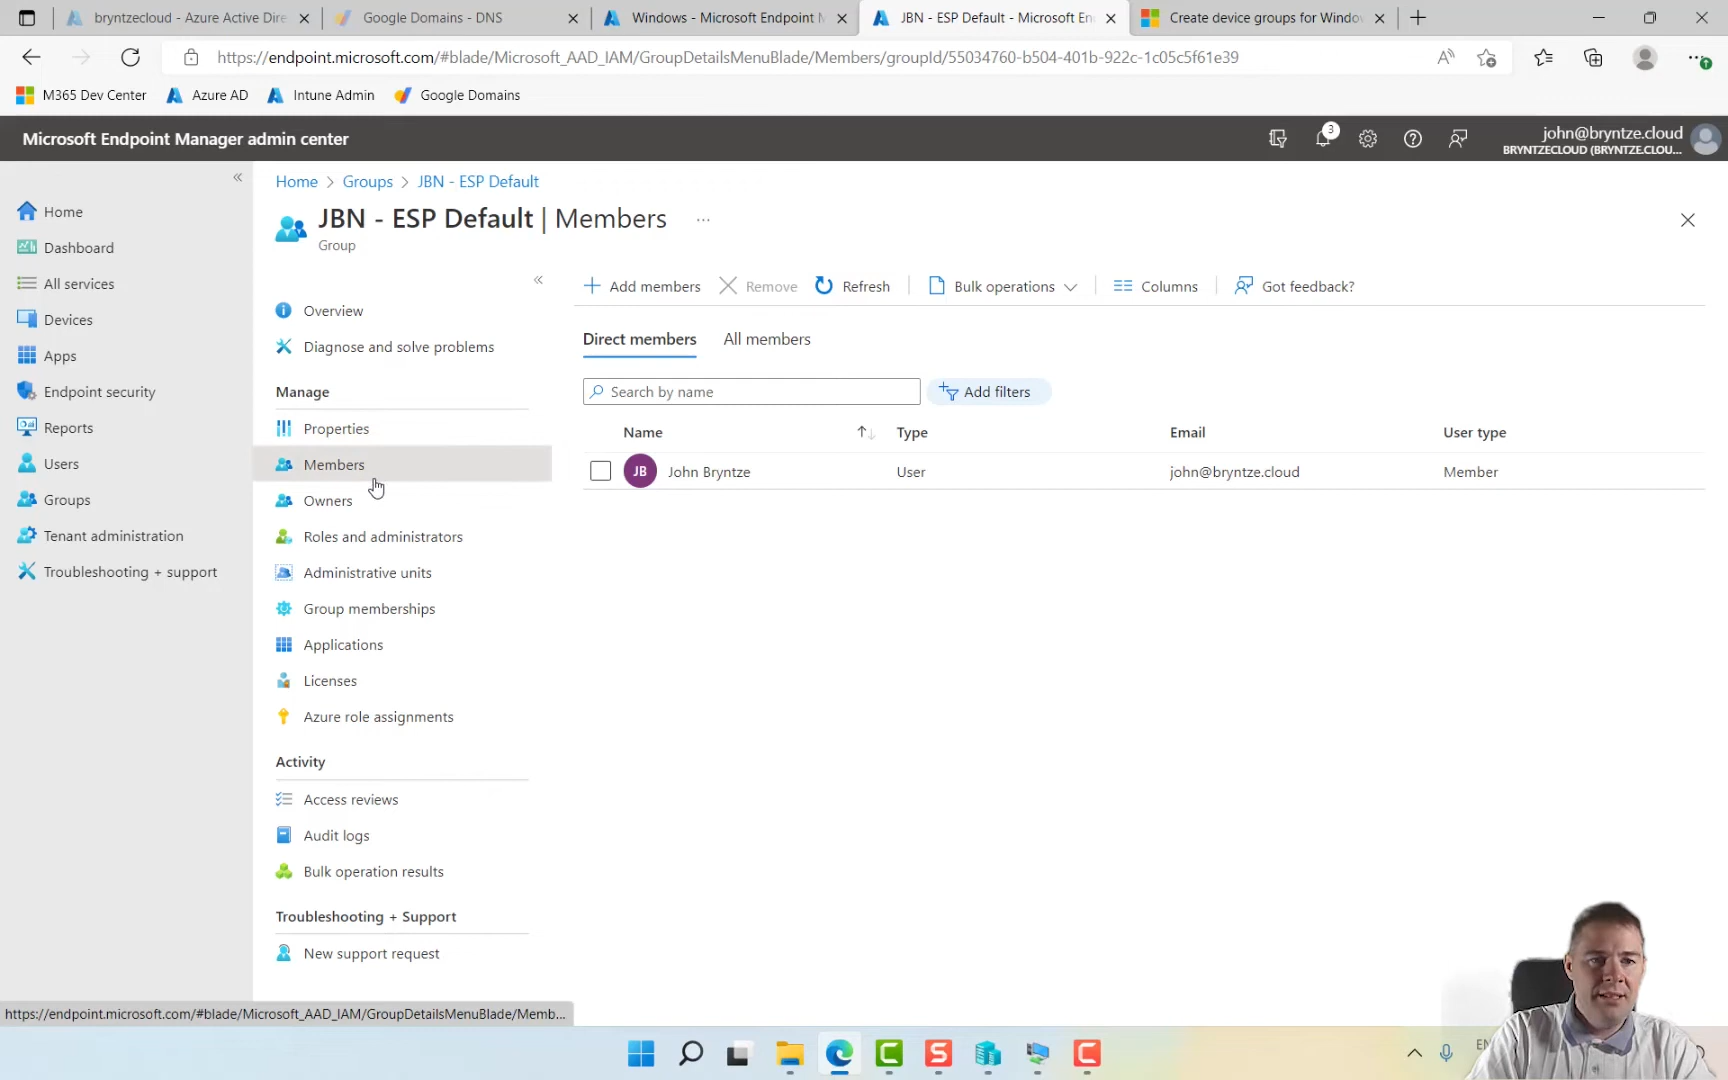 bryntzecloud - Azure Active Dire
Google Domains - DNS
Windows - Microsoft Endpoint M
JBN - ESP Default - Microsoft En
Create device groups for Window
https://endpoint.microsoft.com/#blade/Microsoft_AAD_IAM/GroupDetailsMenuBlade/Members/groupId/55034760-b504-401b-922c-1c05c5f61e39
M365 Dev Center
Azure AD
Intune Admin
Google Domains
Microsoft Endpoint Manager admin center
3
john@bryntze.cloud
BRYNTZECLOUD (BRYNTZE.CLOU...
Home
Dashboard
All services
Devices
Apps
Endpoint security
Reports
Users
Groups
Tenant administration
Troubleshooting + support
Home > Groups > JBN - ESP Default
JBN - ESP Default | Members ...
Group
Overview
Diagnose and solve problems
Manage
Properties
Members
Owners
Roles and administrators
Administrative units
Group memberships
Applications
Licenses
Azure role assignments
Activity
Access reviews
Audit logs
Bulk operation results
Troubleshooting + Support
New support request
Add members
Remove
Refresh
Bulk operations
Columns
Got feedback?
Direct members
All members
Search by name
Add filters
Name
Type
Email
User type
JB
John Bryntze
User
john@bryntze.cloud
Member
https://endpoint.microsoft.com/#blade/Microsoft_AAD_IAM/GroupDetailsMenuBlade/Memb...